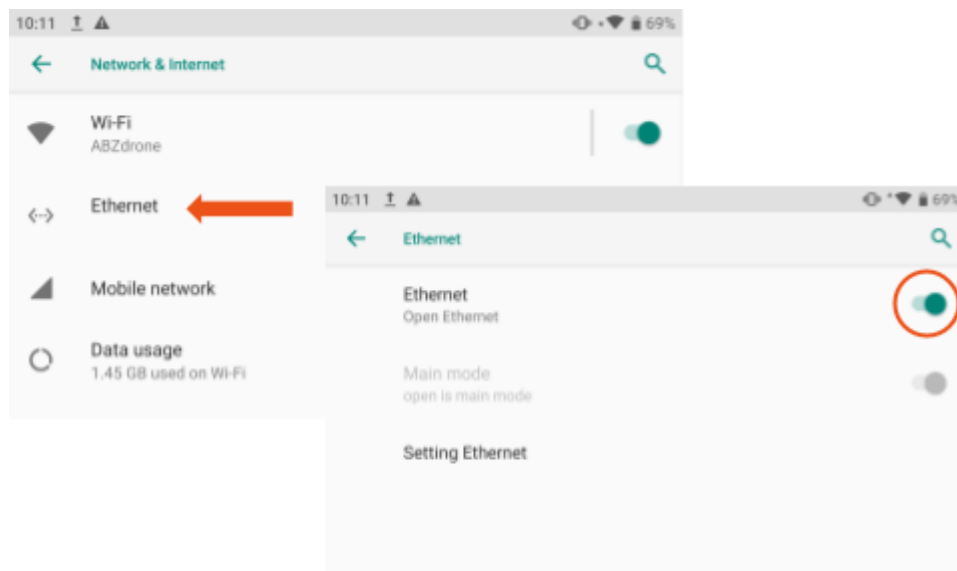 10:11 69%
Network & Internet
Wi-Fi
ABZdrone
Ethernet
Mobile network
Data usage
1.45 GB used on Wi-Fi
10:11 69%
Ethernet
Ethernet
Open Ethernet
Main mode
open is main mode
Setting Ethernet